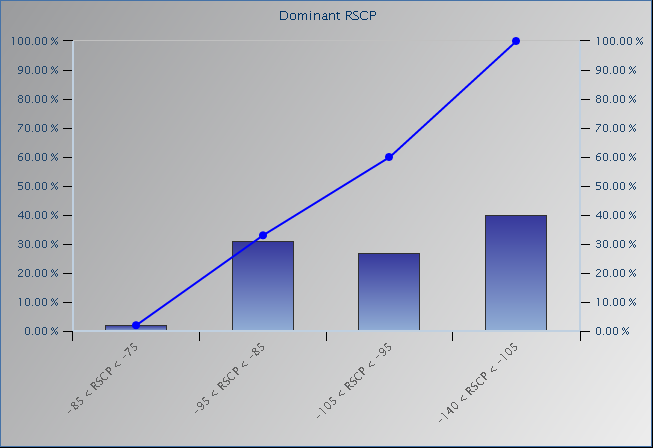 Dominant RSCP
100.00 % 100.00 %
90.00 % 90.00 %
80.00 % 80.00 %
70.00 % 70.00 %
60.00 % 60.00 %
50.00 % 50.00 %
40.00 % 40.00 %
30.00 % 30.00 %
20.00 % 20.00 %
10.00 % 10.00 %
0.00 % 0.00 %
-85 < RSCP < -75
-95 < RSCP < -85
-105 < RSCP < -95
-140 < RSCP < -105